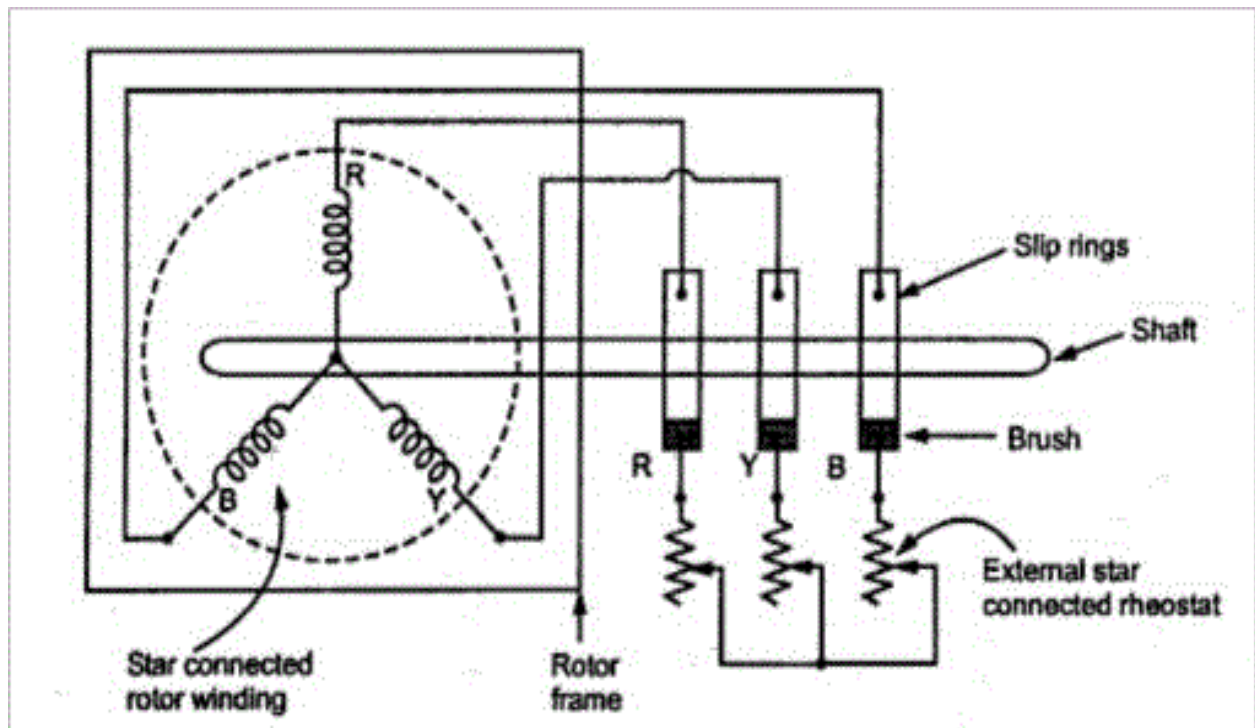 R
B
Y
Slip rings
Shaft
Brush
R
Y
B
External star
connected rheostat
Star connected
rotor winding
Rotor
frame